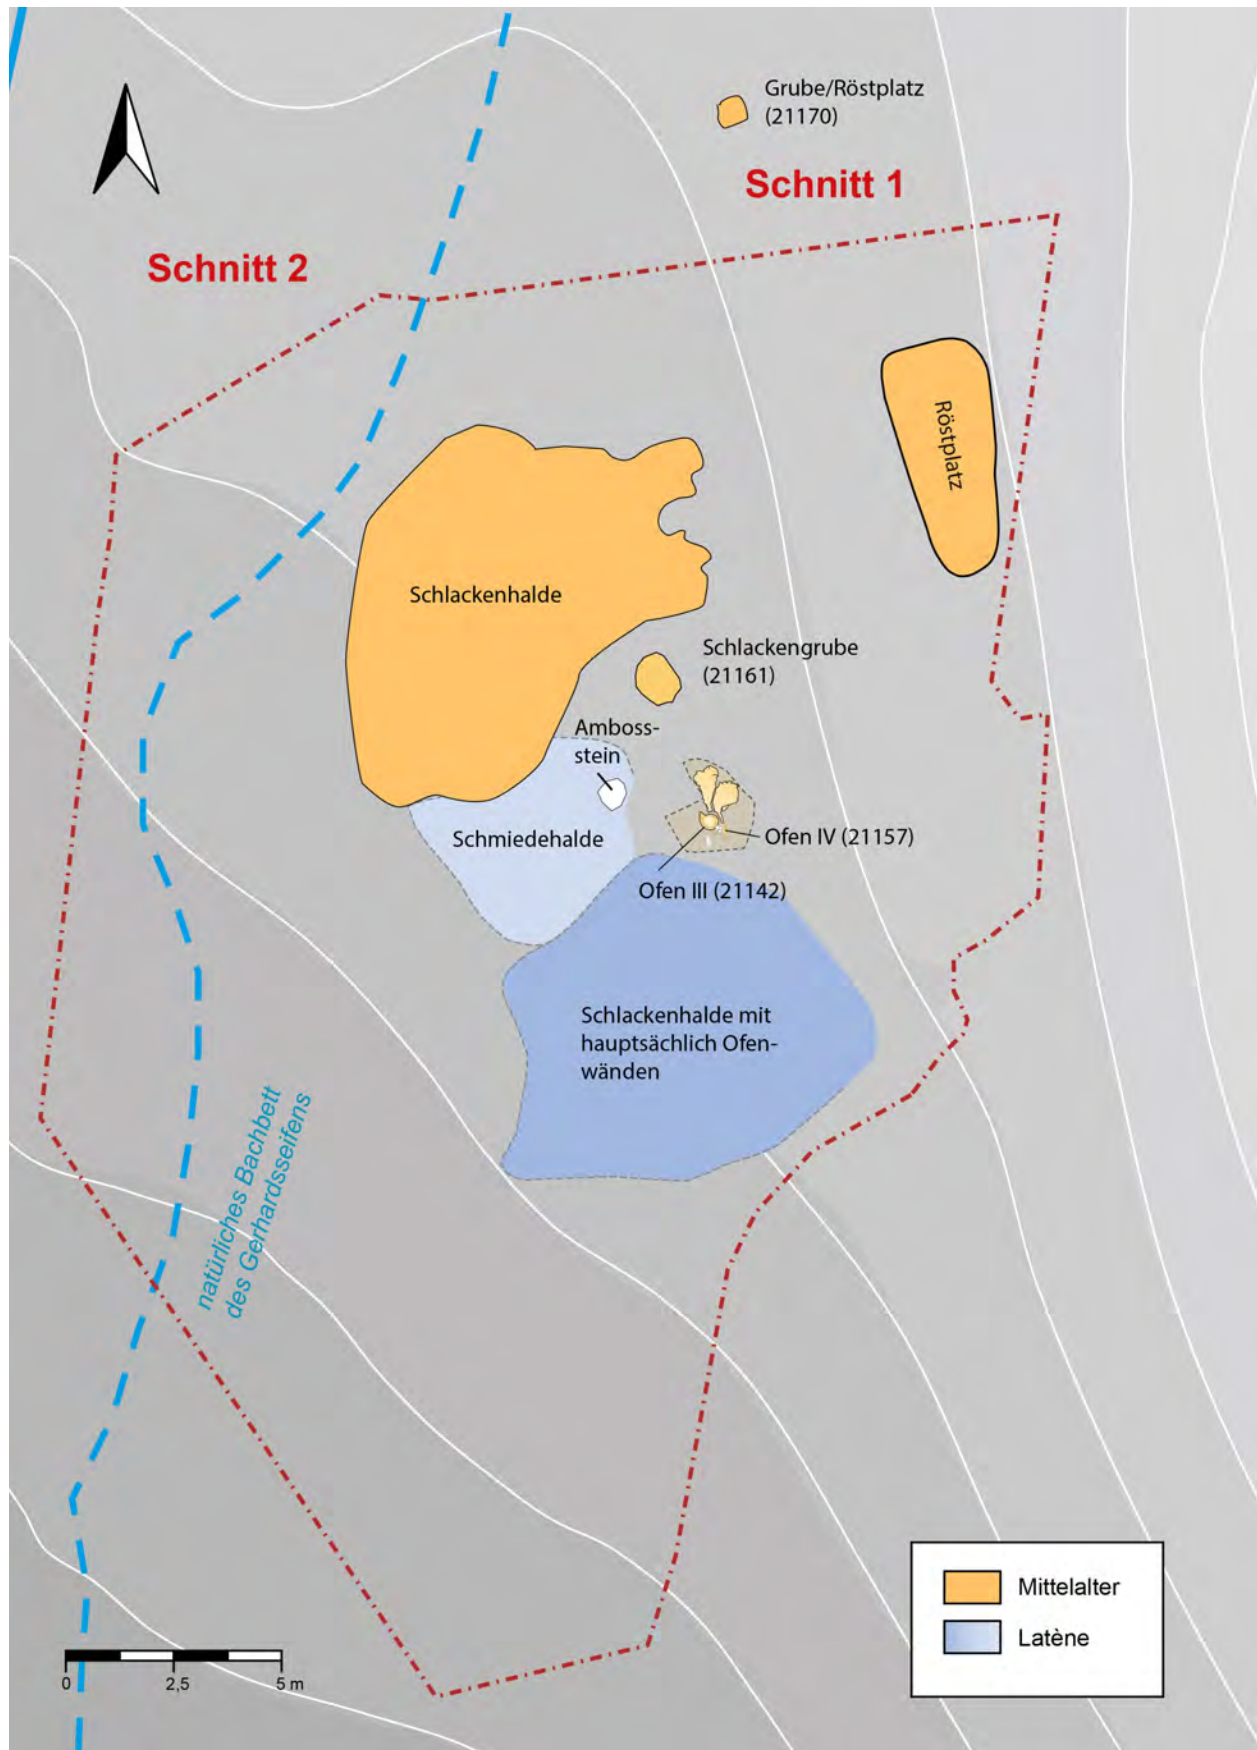 Grube/Röstplatz
(21170)
Schnitt 1
Schnitt 2
Röstplatz
Schlackenhalde
Schlackengrube
(21161)
Amboss-
stein
Schmiedehalde
Ofen IV (21157)
Ofen III (21142)
Schlackenhalde mit
hauptsächlich Ofen-
wänden
natürliches Bachbett
des Gerhardsseifens
Mittelalter
Latène
0 2,5 5 m